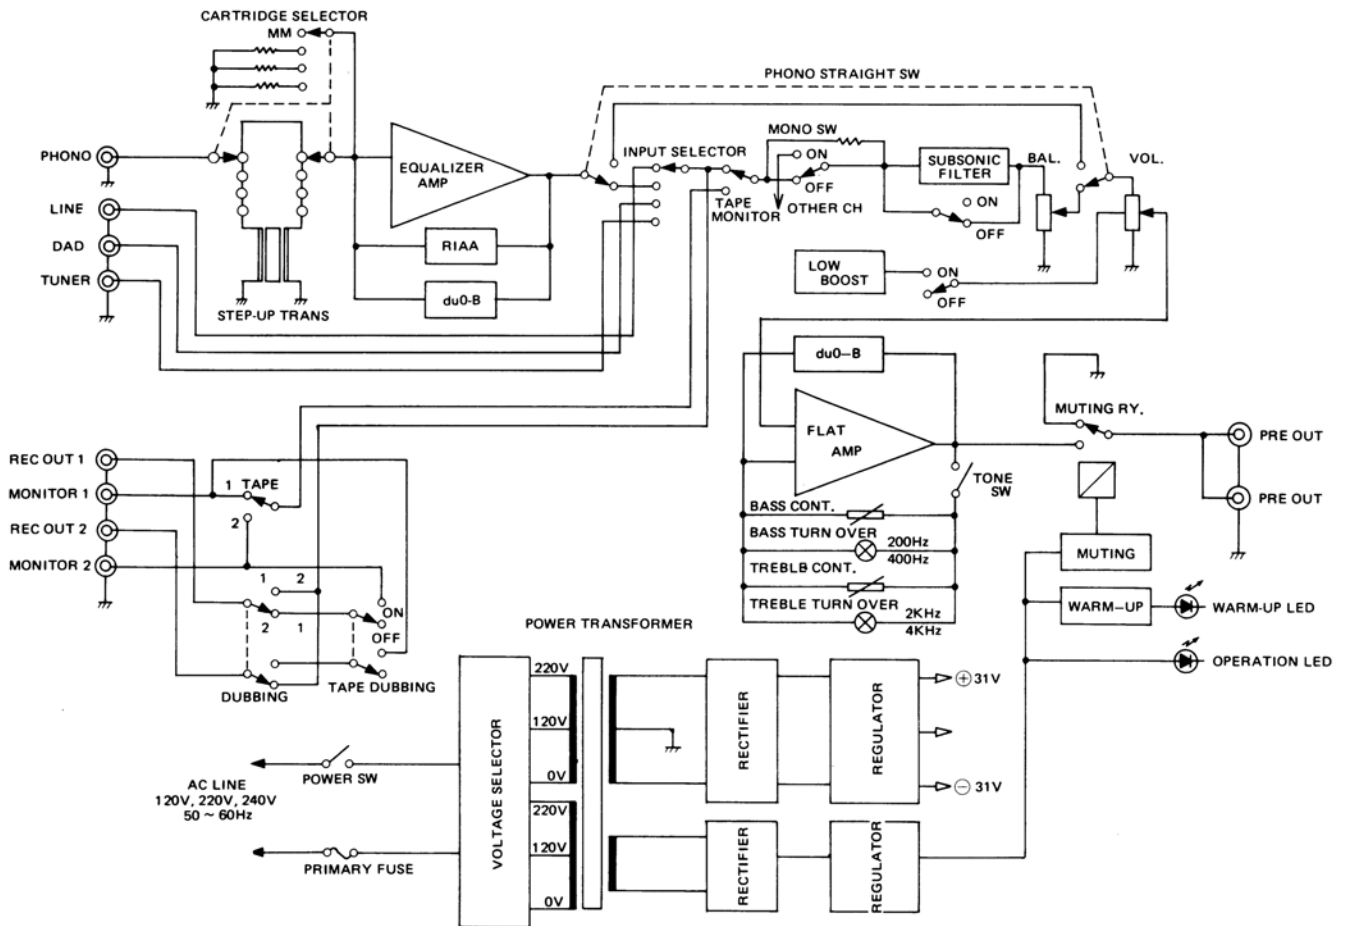 CARTRIDGE SELECTOR
MM
PHONO STRAIGHT SW
MONO SW
PHONO
EQUALIZER
AMP
INPUT SELECTOR
ON
OFF
SUBSONIC
FILTER
BAL.
VOL.
LINE
TAPE
MONITOR
OTHER CH
ON
OFF
DAD
RIAA
TUNER
LOW
BOOST
ON
OFF
du0-B
STEP-UP TRANS
du0-B
MUTING RY.
FLAT
AMP
PRE OUT
REC OUT 1
MONITOR 1
1
TAPE
TONE
SW
PRE OUT
REC OUT 2
2
BASS CONT.
BASS TURN OVER
200Hz
400Hz
MUTING
MONITOR 2
TREBLB CONT.
1
2
TREBLE TURN OVER
2KHz
4KHz
WARM-UP
WARM-UP LED
2
1
ON
OFF
POWER TRANSFORMER
OPERATION LED
DUBBING
TAPE DUBBING
220V
120V
0V
VOLTAGE SELECTOR
RECTIFIER
REGULATOR
+ 31V
- 31V
POWER SW
AC LINE
120V, 220V, 240V
50 ~ 60Hz
220V
120V
0V
PRIMARY FUSE
RECTIFIER
REGULATOR